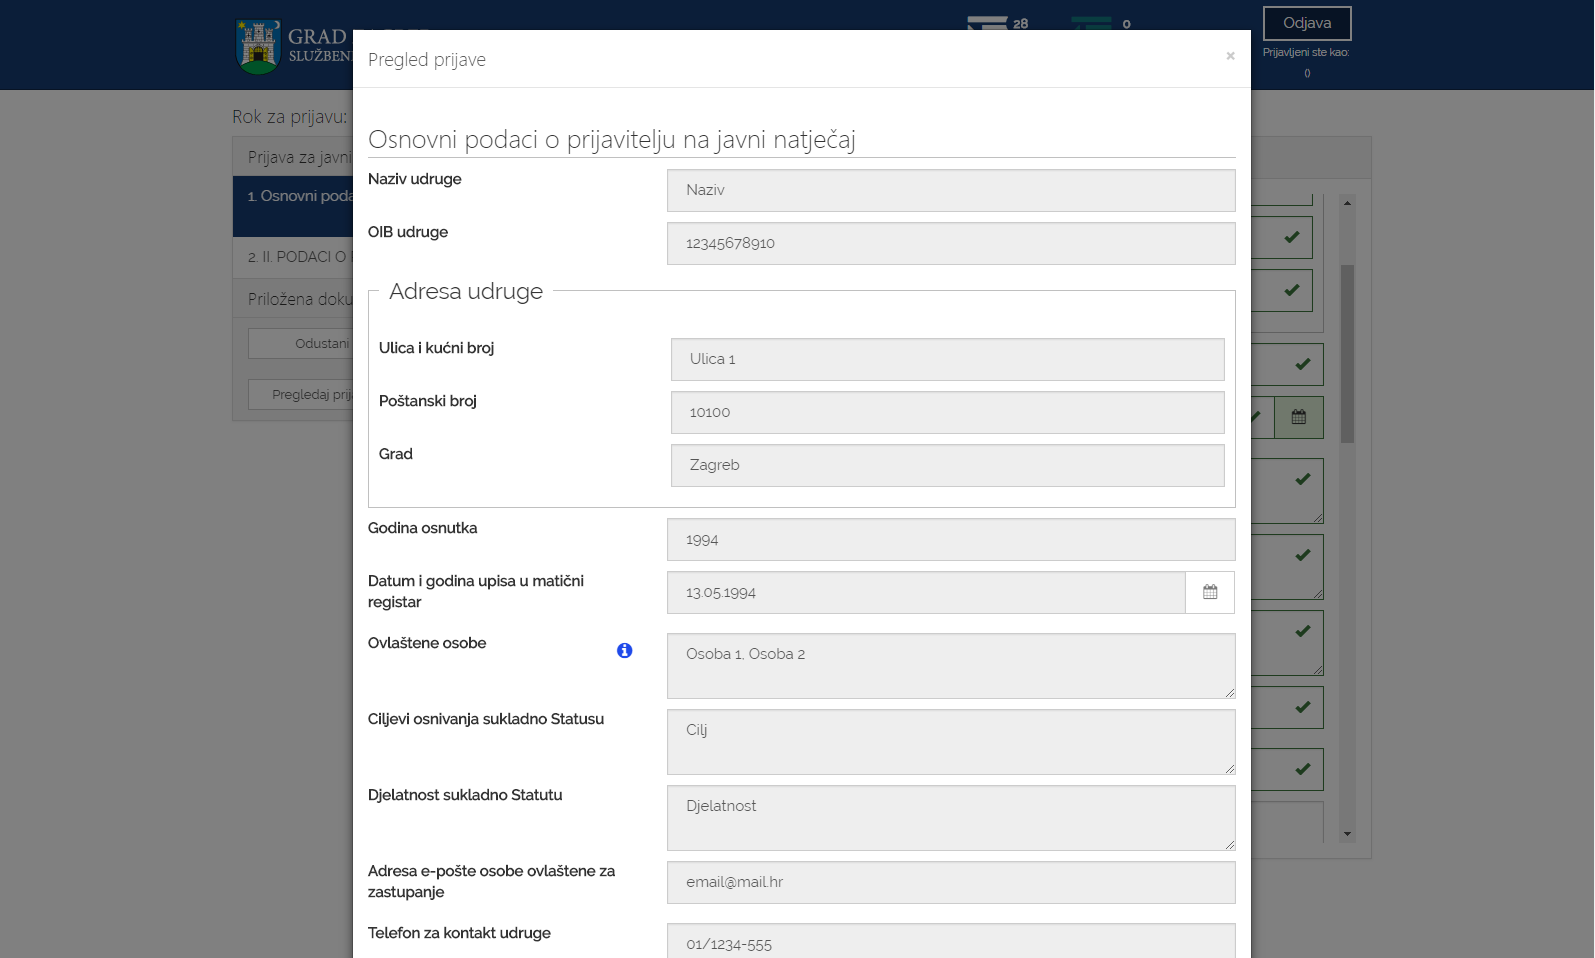 GRAD
SLUŽBEN
28
0
Odjava
Prijavljeni ste kao:
()
Pregled prijave
×
Rok za prijavu:
Prijava za javni
1. Osnovni poda
2. II. PODACI O
Priložena doku
Odustani
Pregledaj prij
Osnovni podaci o prijavitelju na javni natječaj
Naziv udruge
Naziv
OIB udruge
12345678910
Adresa udruge
Ulica i kućni broj
Ulica 1
Poštanski broj
10100
Grad
Zagreb
Godina osnutka
1994
Datum i godina upisa u matični
registar
13.05.1994
Ovlaštene osobe
Osoba 1, Osoba 2
Ciljevi osnivanja sukladno Statusu
Cilj
Djelatnost sukladno Statutu
Djelatnost
Adresa e-pošte osobe ovlaštene za
zastupanje
email@mail.hr
Telefon za kontakt udruge
01/1234-555